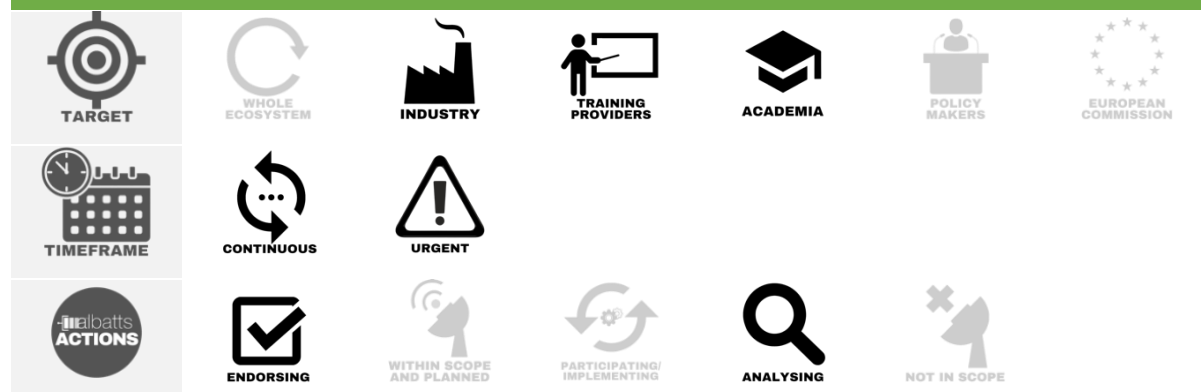 TARGET
WHOLE
ECOSYSTEM
INDUSTRY
TRAINING
PROVIDERS
ACADEMIA
POLICY
MAKERS
EUROPEAN
COMMISSION
TIMEFRAME
CONTINUOUS
URGENT
albatts
ACTIONS
ENDORSING
WITHIN SCOPE
AND PLANNED
PARTICIPATING/
IMPLEMENTING
ANALYSING
NOT IN SCOPE